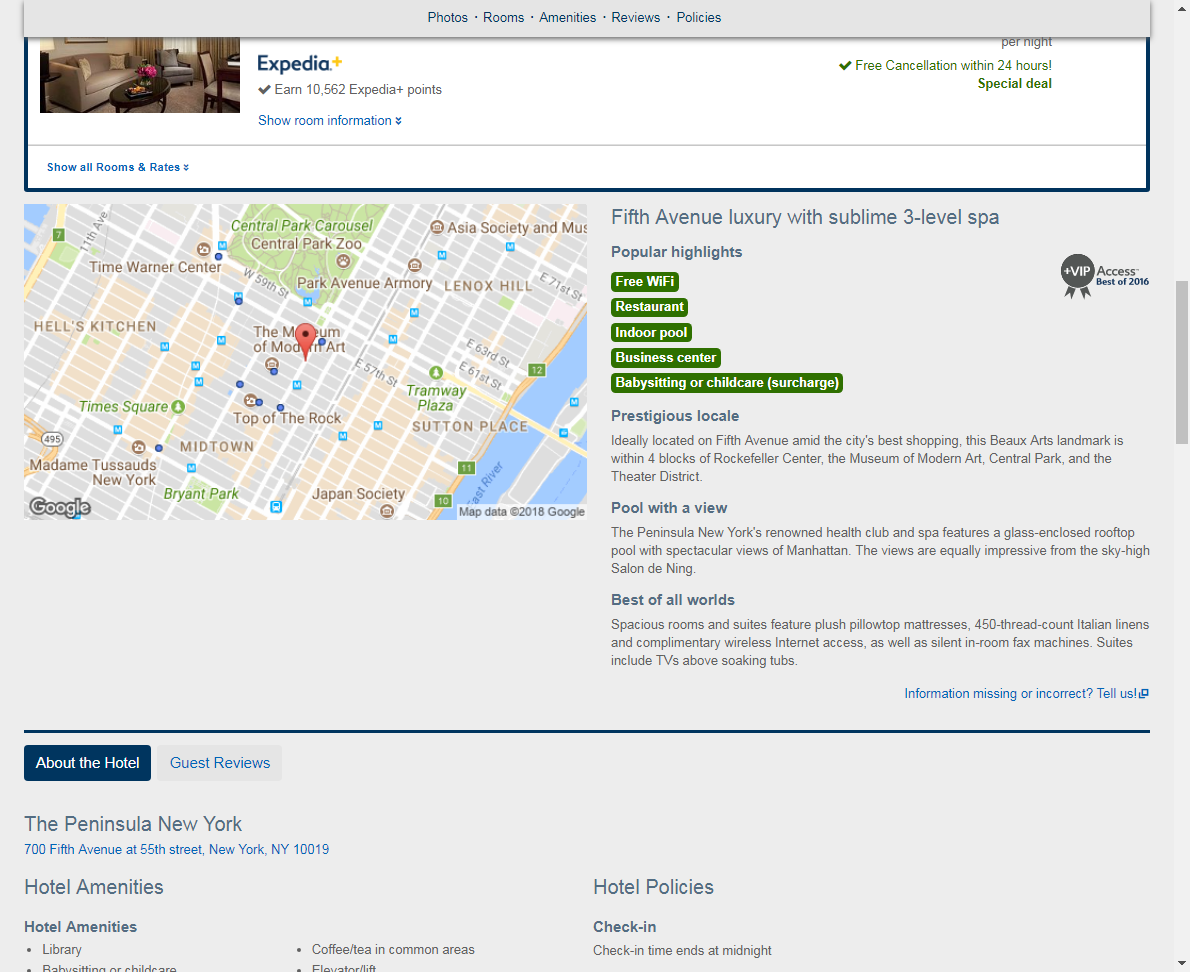 Photos · Rooms · Amenities · Reviews · Policies
per night
Expedia+
Free Cancellation within 24 hours!
Earn 10,562 Expedia+ points
Special deal
Show room information
Show all Rooms & Rates
7
11th Ave
Central Park Carousel
Central Park Zoo
Asia Society and Mus
Time Warner Center
W 59th St
Park Avenue Armory
LENOX HILL
E 71st St
HELL'S KITCHEN
The Museum
of Modern Art
E 63rd St
E 61st St
E 57th St
12
Times Square
Tramway
Plaza
Top of The Rock
SUTTON PLACE
495
MIDTOWN
Madame Tussauds
New York
11
Bryant Park
Japan Society
10
East River
Google
Map data ©2018 Google
Fifth Avenue luxury with sublime 3-level spa
Popular highlights
+VIP Access™
Best of 2016
Free WiFi
Restaurant
Indoor pool
Business center
Babysitting or childcare (surcharge)
Prestigious locale
Ideally located on Fifth Avenue amid the city's best shopping, this Beaux Arts landmark is
within 4 blocks of Rockefeller Center, the Museum of Modern Art, Central Park, and the
Theater District.
Pool with a view
The Peninsula New York's renowned health club and spa features a glass-enclosed rooftop
pool with spectacular views of Manhattan. The views are equally impressive from the sky-high
Salon de Ning.
Best of all worlds
Spacious rooms and suites feature plush pillowtop mattresses, 450-thread-count Italian linens
and complimentary wireless Internet access, as well as silent in-room fax machines. Suites
include TVs above soaking tubs.
Information missing or incorrect? Tell us!
About the Hotel
Guest Reviews
The Peninsula New York
700 Fifth Avenue at 55th street, New York, NY 10019
Hotel Amenities
Hotel Amenities
• Library
• Babysitting or childcare
• Coffee/tea in common areas
• Elevator/lift
Hotel Policies
Check-in
Check-in time ends at midnight